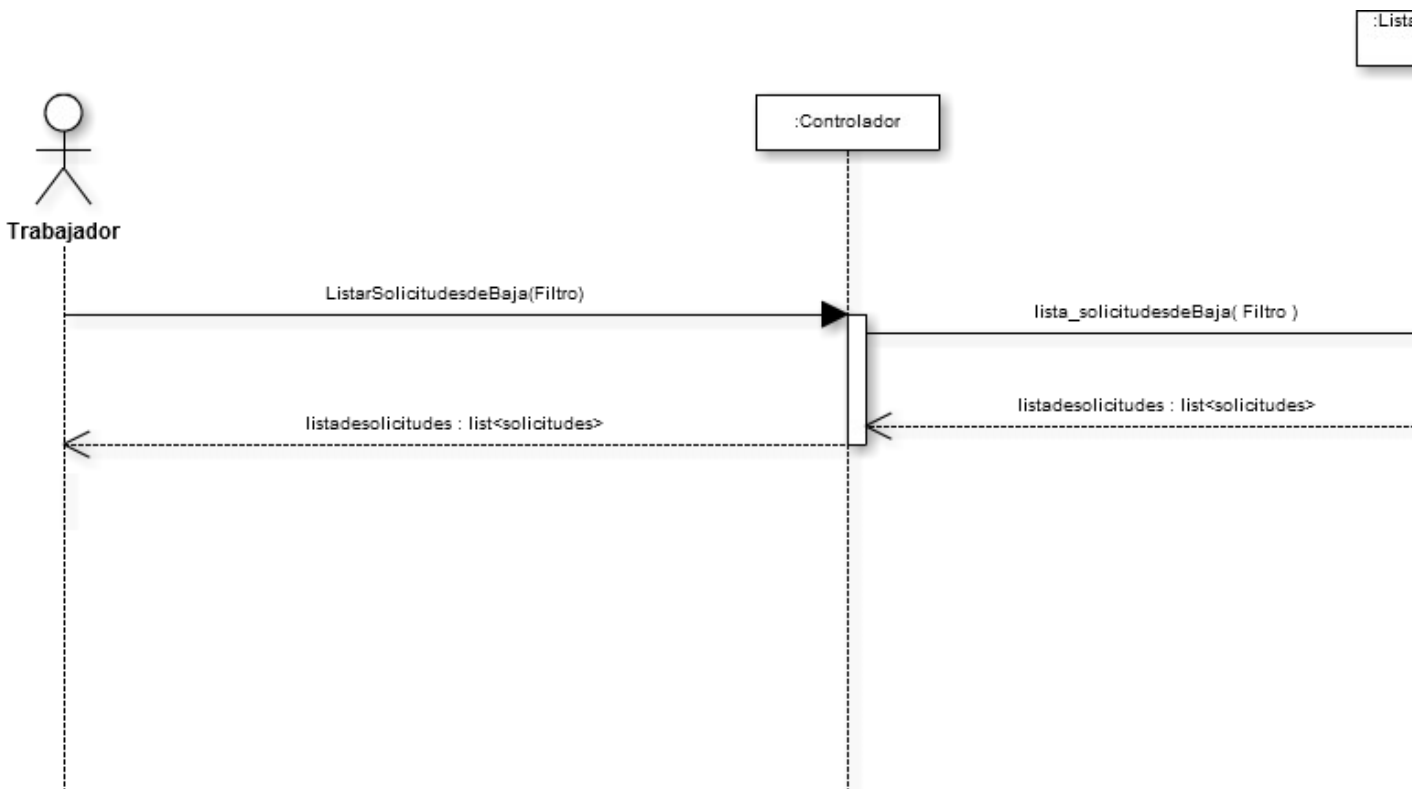 :Lista
:Controlador
Trabajador
ListarSolicitudesdeBaja(Filtro)
lista_solicitudesdeBaja( Filtro )
listadesolicitudes : list<solicitudes>
listadesolicitudes : list<solicitudes>